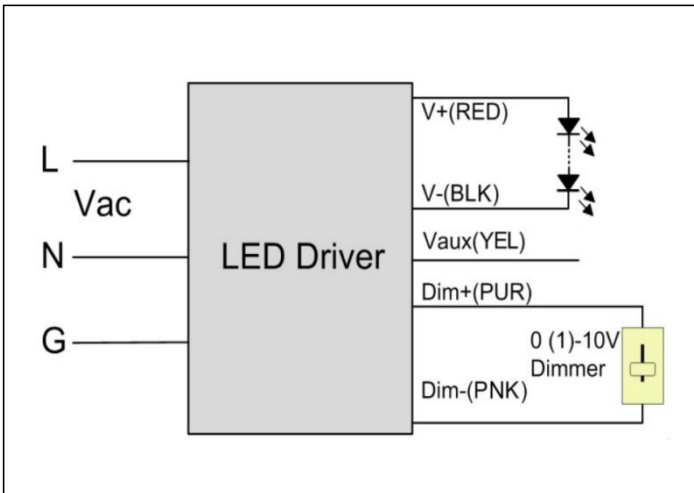 L
Vac
N
G
LED Driver
V+(RED)
V-(BLK)
Vaux(YEL)
Dim+(PUR)
0 (1)-10V
Dimmer
Dim-(PNK)